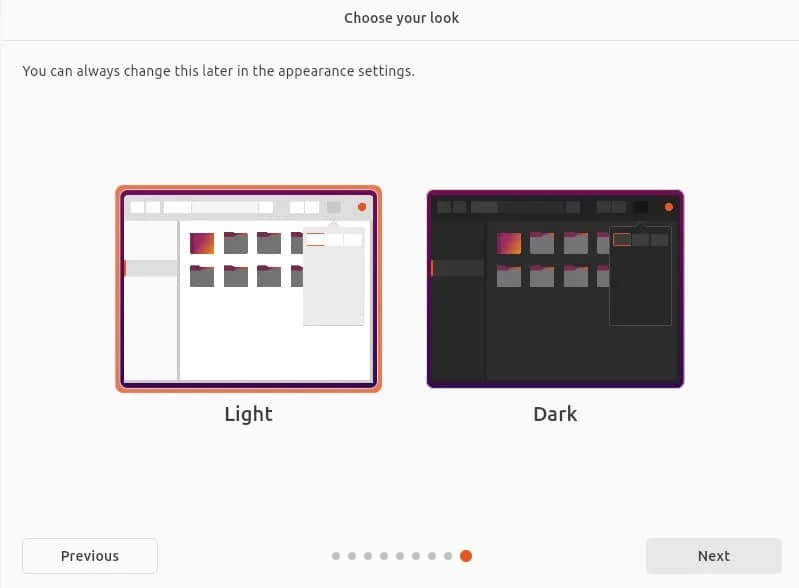 Choose your look
You can always change this later in the appearance settings.
Light
Dark
Previous
Next